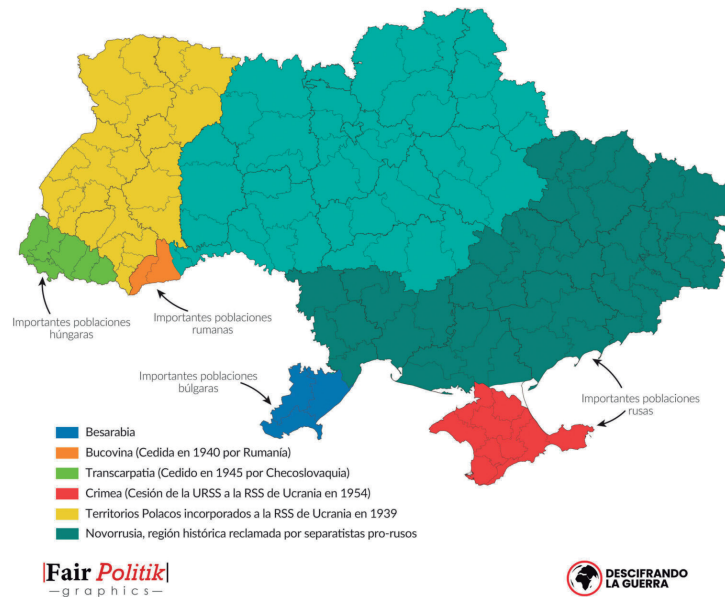 Importantes poblaciones
húngaras
Importantes poblaciones
rumanas
Importantes poblaciones
búlgaras
Importantes poblaciones
rusas
Besarabia
Bucovina (Cedida en 1940 por Rumanía)
Transcarpatia (Cedido en 1945 por Checoslovaquia)
Crimea (Cesión de la URSS a la RSS de Ucrania en 1954)
Territorios Polacos incorporados a la RSS de Ucrania en 1939
Novorrusia, región histórica reclamada por separatistas pro-rusos
Fair Politik
graphics
DESCIFRANDO
LA GUERRA